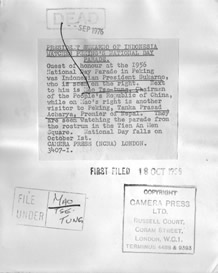 DEAD
SEP 1976
PRESIDENT SUKARNO OF INDONESIA
WATCHES PEKING'S NATIONAL DAY
PARADE.
Guest of honour at the 1956
National Day Parade in Peking
was Indonesian President Sukarno,
who is seen on the right. Next
to him is Mao Tse-Tung, Chairman
of the People's Republic of China,
while on Mao's right is another
visitor to Peking, Tanka Prasad
Acharya, Premier of Nepal. They
are seen watching the parade from
the rostrum in the Tien An Men
Square. National Day falls on
October 1st.
CAMERA PRESS (HCHA) LONDON.
3407-1.
FIRST FILED 18 OCT 1956
FILE
UNDER
MAO
TSE
TUNG
COPYRIGHT
CAMERA PRESS
LTD.
RUSSELL COURT,
CORAM STREET,
LONDON, W.C.1.
TERMINUS